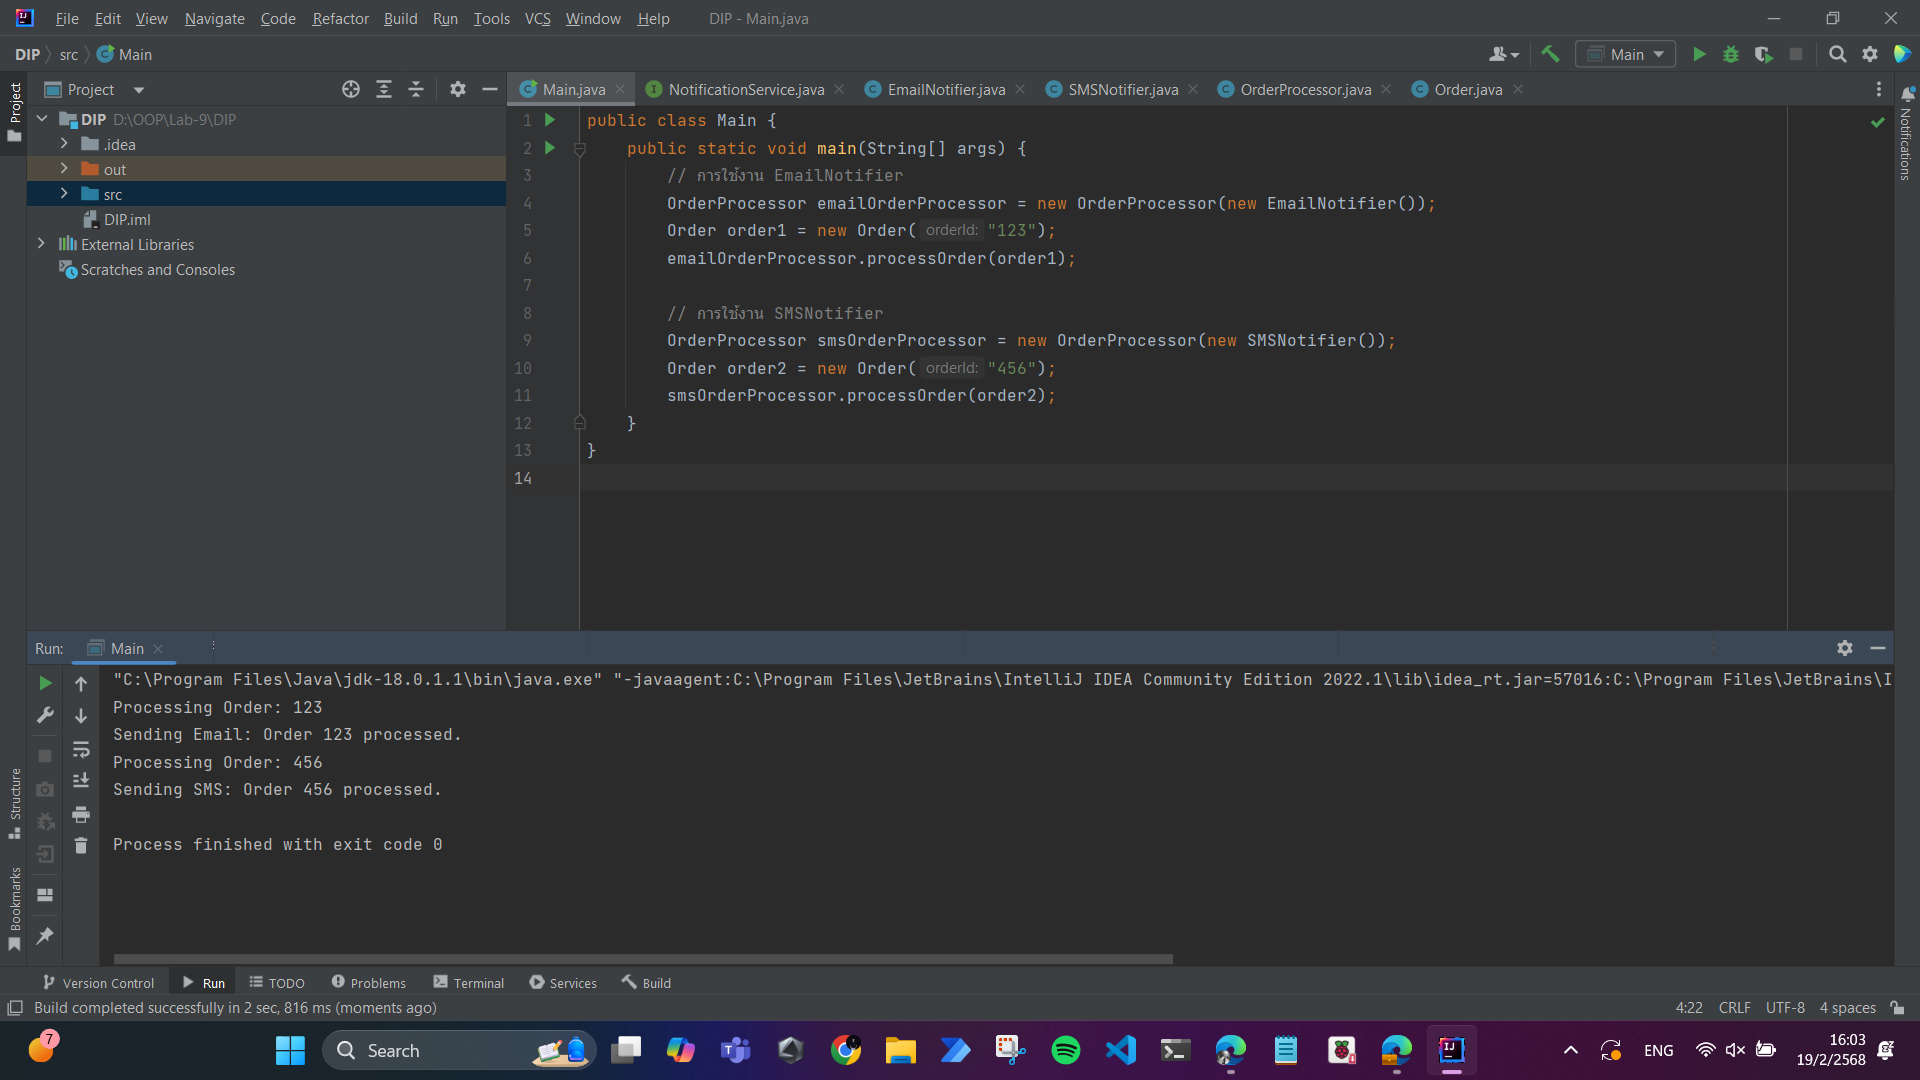 File Edit View Navigate Code Refactor Build Run Tools VCS Window Help DIP - Main.java
DIP src Main
Main
Project
Project
DIP D:\OOP\Lab-9\DIP
.idea
out
src
DIP.iml
External Libraries
Scratches and Consoles
Main.java NotificationService.java EmailNotifier.java SMSNotifier.java OrderProcessor.java Order.java
1 public class Main {
2 public static void main(String[] args) {
3 // การใช้งาน EmailNotifier
4 OrderProcessor emailOrderProcessor = new OrderProcessor(new EmailNotifier());
5 Order order1 = new Order( orderId: "123");
6 emailOrderProcessor.processOrder(order1);
7
8 // การใช้งาน SMSNotifier
9 OrderProcessor smsOrderProcessor = new OrderProcessor(new SMSNotifier());
10 Order order2 = new Order( orderId: "456");
11 smsOrderProcessor.processOrder(order2);
12 }
13 }
14
Notifications
Run: Main
"C:\Program Files\Java\jdk-18.0.1.1\bin\java.exe" "-javaagent:C:\Program Files\JetBrains\IntelliJ IDEA Community Edition 2022.1\lib\idea_rt.jar=57016:C:\Program Files\JetBrains\I
Processing Order: 123
Sending Email: Order 123 processed.
Processing Order: 456
Sending SMS: Order 456 processed.
Process finished with exit code 0
Structure
Bookmarks
Version Control Run TODO Problems Terminal Services Build
Build completed successfully in 2 sec, 816 ms (moments ago) 4:22 CRLF UTF-8 4 spaces
7
Search
ENG
16:03
19/2/2568